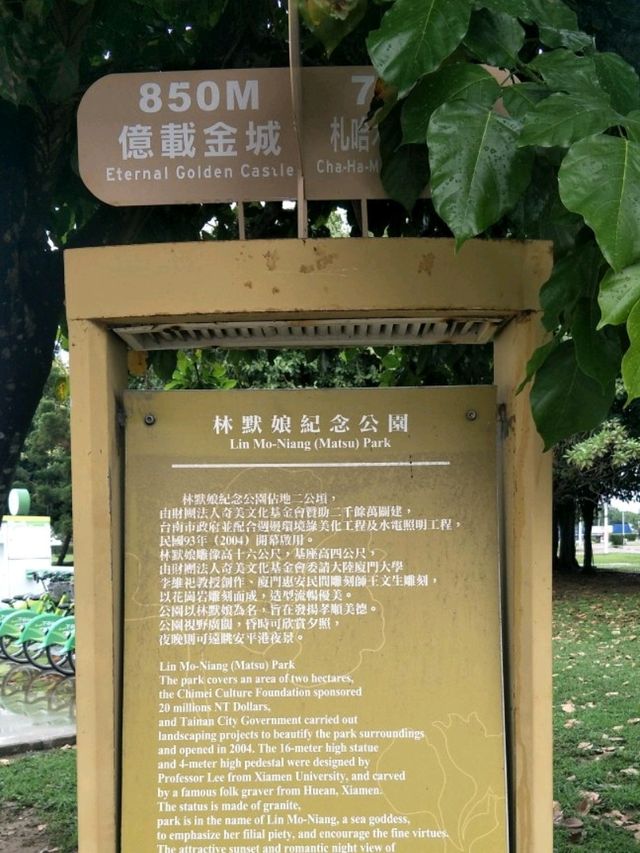 850M
億載金城
Eternal Golden Castle
7
札哈
Cha-Ha-M
林默娘紀念公園
Lin Mo-Niang (Matsu) Park
林默娘紀念公園佔地二公頃，
由財團法人奇美文化基金會贊助二千餘萬圓建，
台南市政府並配合週邊環境綠美化工程及水電照明工程，
民國93年（2004）開幕啟用。
林默娘雕像高十六公尺，基座高四公尺，
由財團法人奇美文化基金會委請大陸廈門大學
李維祀教授創作、廈門惠安民間雕刻師王文生雕刻，
以花崗岩雕刻而成，造型流暢優美。
公園以林默娘為名，旨在發揚孝順美德。
公園視野廣闊，昏時可欣賞夕照，
夜晚則可遠眺安平港夜景。
Lin Mo-Niang (Matsu) Park
The park covers an area of two hectares,
the Chimei Culture Foundation sponsored
20 millions NT Dollars,
and Tainan City Government carried out
landscaping projects to beautify the park surroundings
and opened in 2004. The 16-meter high statue
and 4-meter high pedestal were designed by
Professor Lee from Xiamen University, and carved
by a famous folk graver from Huean, Xiamen.
The status is made of granite,
park is in the name of Lin Mo-Niang, a sea goddess,
to emphasize her filial piety, and encourage the fine virtues.
The attractive sunset and romantic night view of